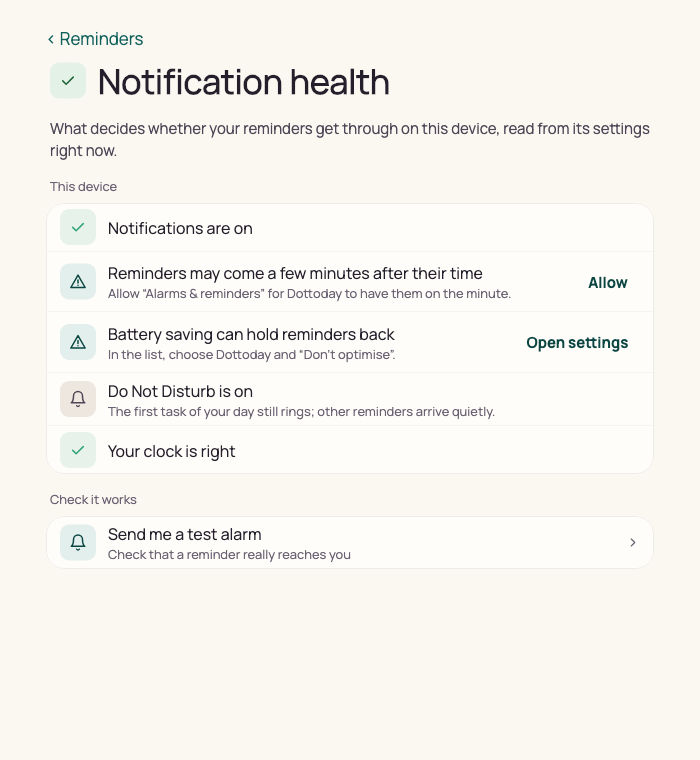 Reminders
Notification health
What decides whether your reminders get through on this device, read from its settings
right now.
This device
Notifications are on
Reminders may come a few minutes after their time
Allow “Alarms & reminders” for Dottoday to have them on the minute.
Allow
Battery saving can hold reminders back
In the list, choose Dottoday and “Don’t optimise”.
Open settings
Do Not Disturb is on
The first task of your day still rings; other reminders arrive quietly.
Your clock is right
Check it works
Send me a test alarm
Check that a reminder really reaches you